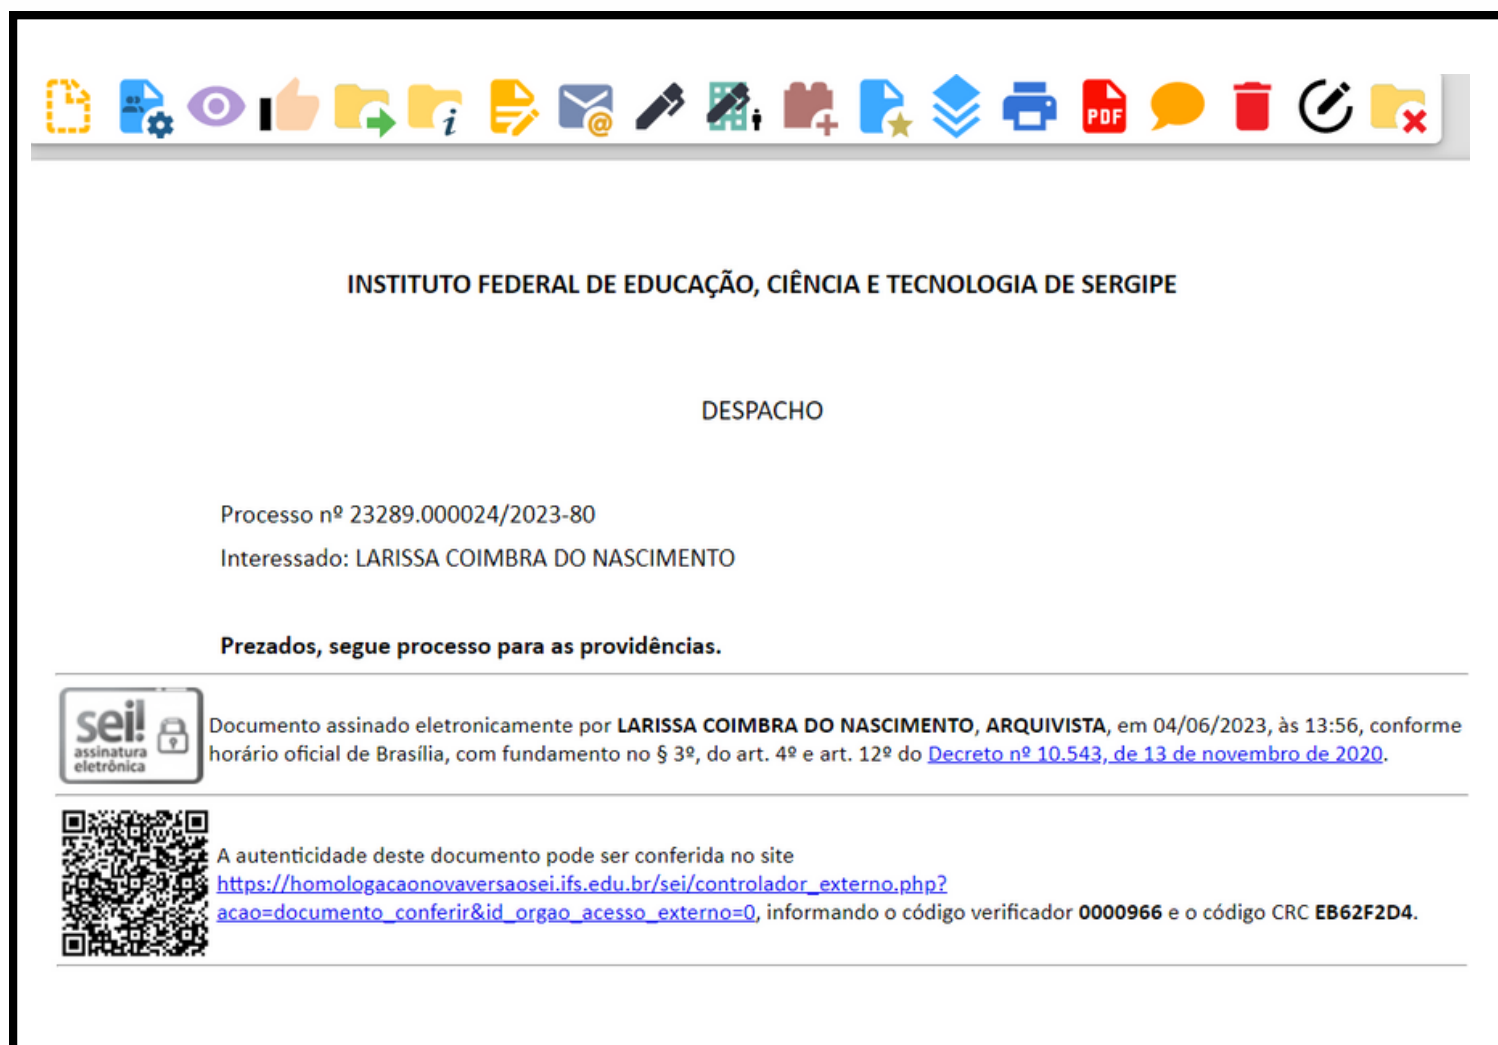 PDF
INSTITUTO FEDERAL DE EDUCAÇÃO, CIÊNCIA E TECNOLOGIA DE SERGIPE
DESPACHO
Processo nº 23289.000024/2023-80
Interessado: LARISSA COIMBRA DO NASCIMENTO
Prezados, segue processo para as providências.
sei!
assinatura
eletrônica
Documento assinado eletronicamente por LARISSA COIMBRA DO NASCIMENTO, ARQUIVISTA, em 04/06/2023, às 13:56, conforme
horário oficial de Brasília, com fundamento no § 3º, do art. 4º e art. 12º do Decreto nº 10.543, de 13 de novembro de 2020.
A autenticidade deste documento pode ser conferida no site
https://homologacaonovaversaosei.ifs.edu.br/sei/controlador_externo.php?
acao=documento_conferir&id_orgao_acesso_externo=0, informando o código verificador 0000966 e o código CRC EB62F2D4.